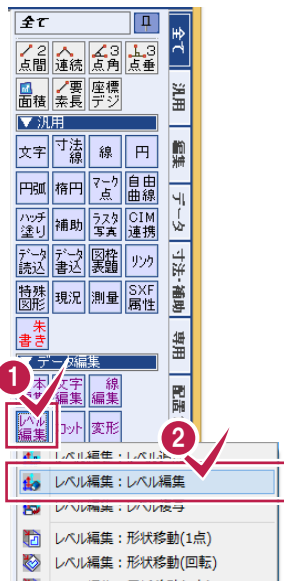 全て
2点間 連続 3点角 3点垂
面積 要素長 座標デジ
▼ 汎用
文字 寸法線 線 円
円弧 楕円 マーク点 自由曲線
ハッチ塗り 補助 ラスタ写真 CIM連携
データ読込 データ書込 図枠表題 リンク
特殊図形 現況 測量 SXF属性
朱書き
データ編集
1
文字編集 線編集
レベル編集 変形
2
レベル編集:レベル編集
レベル編集:レベル複写
レベル編集:形状移動(1点)
レベル編集:形状移動(回転)
全て
汎用
編集
データ
寸法・補助
専用
配置